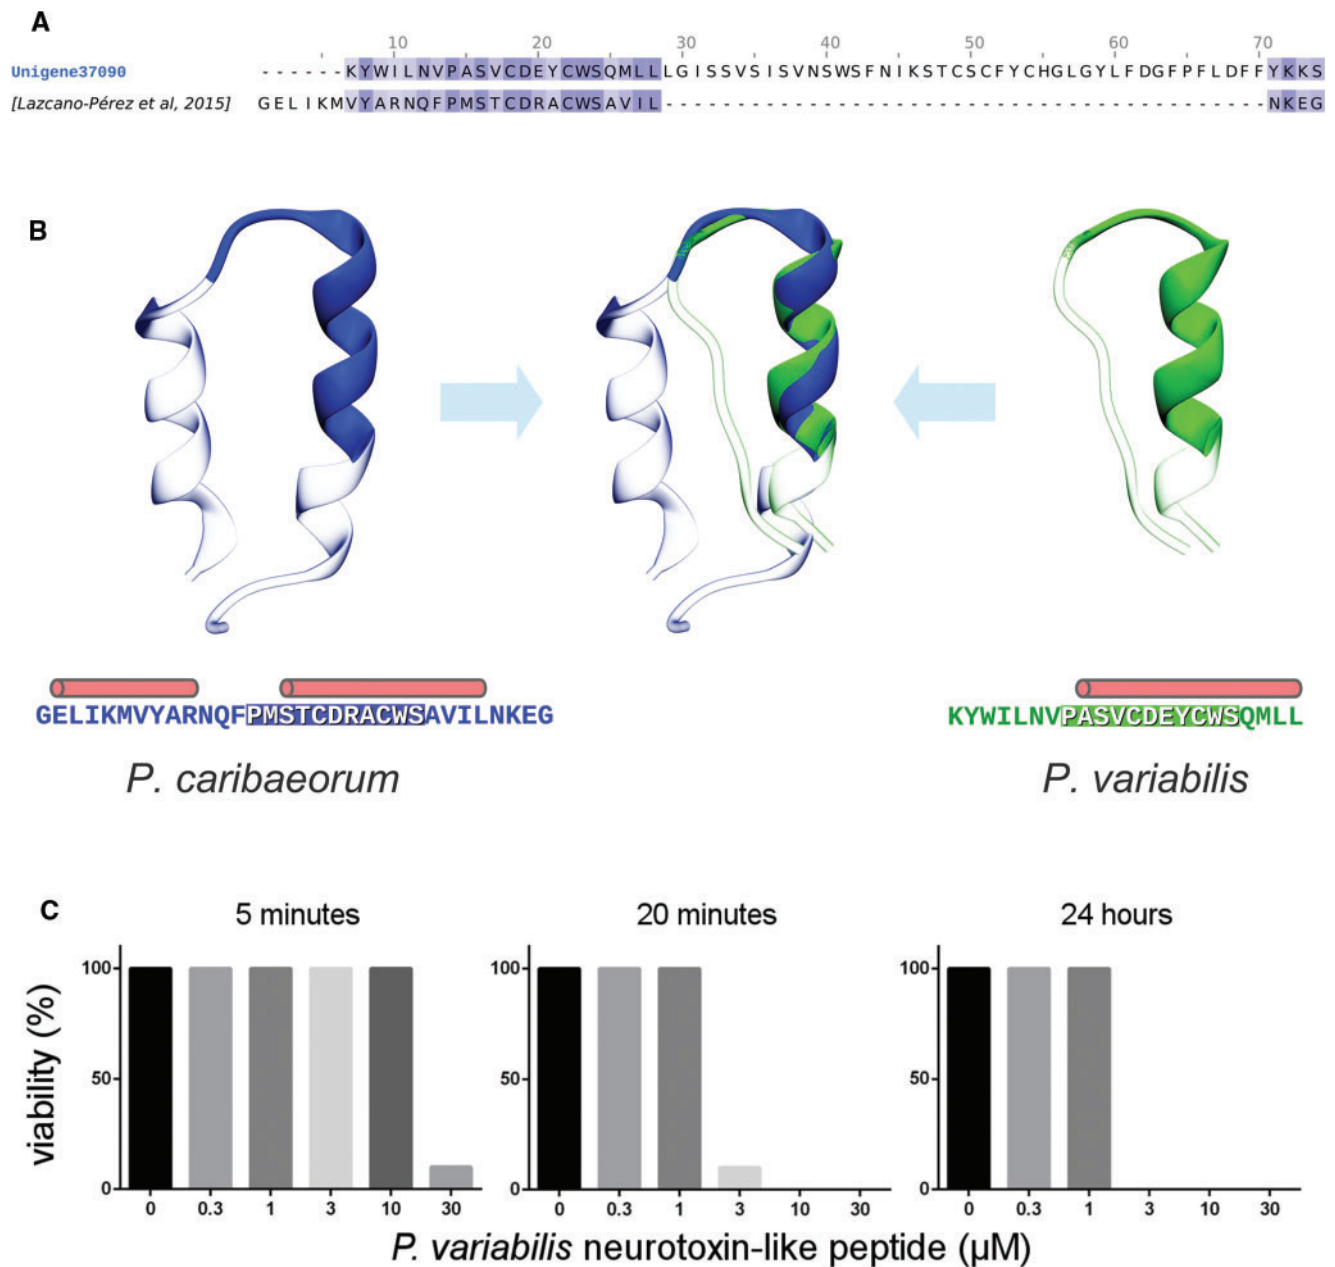 A
10 20 30 40 50 60 70
Unigene37090 - - - - - - KYWILNVPASVCDEYCWSQMLLLGISSVSISVNSWSFNIKSTCSCFYCHGLGYLFDGFPFLDFFYKKS
[Lazcano-Pérez et al, 2015] GELIKMVYARNQFPMSTCDRACWSAVIL- - - - - - - - - - - - - - - - - - - - - - - - - - - - - - - - - - - - - - - - - -NKEG
B
GELIKMVYARNQFPMSTCDRACWSAVILNKEG
KYWILNVPASVCDEYCWSQMLL
P. caribaeorum
P. variabilis
C
5 minutes
20 minutes
24 hours
viability (%)
100
50
0
0 0.3 1 3 10 30
100
50
0
0 0.3 1 3 10 30
100
50
0
0 0.3 1 3 10 30
P. variabilis neurotoxin-like peptide (µM)